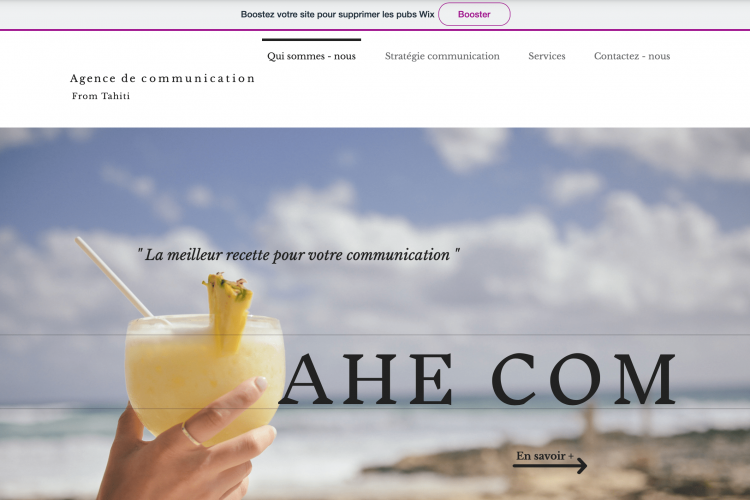 Boostez votre site pour supprimer les pubs Wix Booster
Qui sommes - nous Stratégie communication Services Contactez - nous
Agence de communication
From Tahiti
" La meilleur recette pour votre communication "
AHE COM
En savoir +